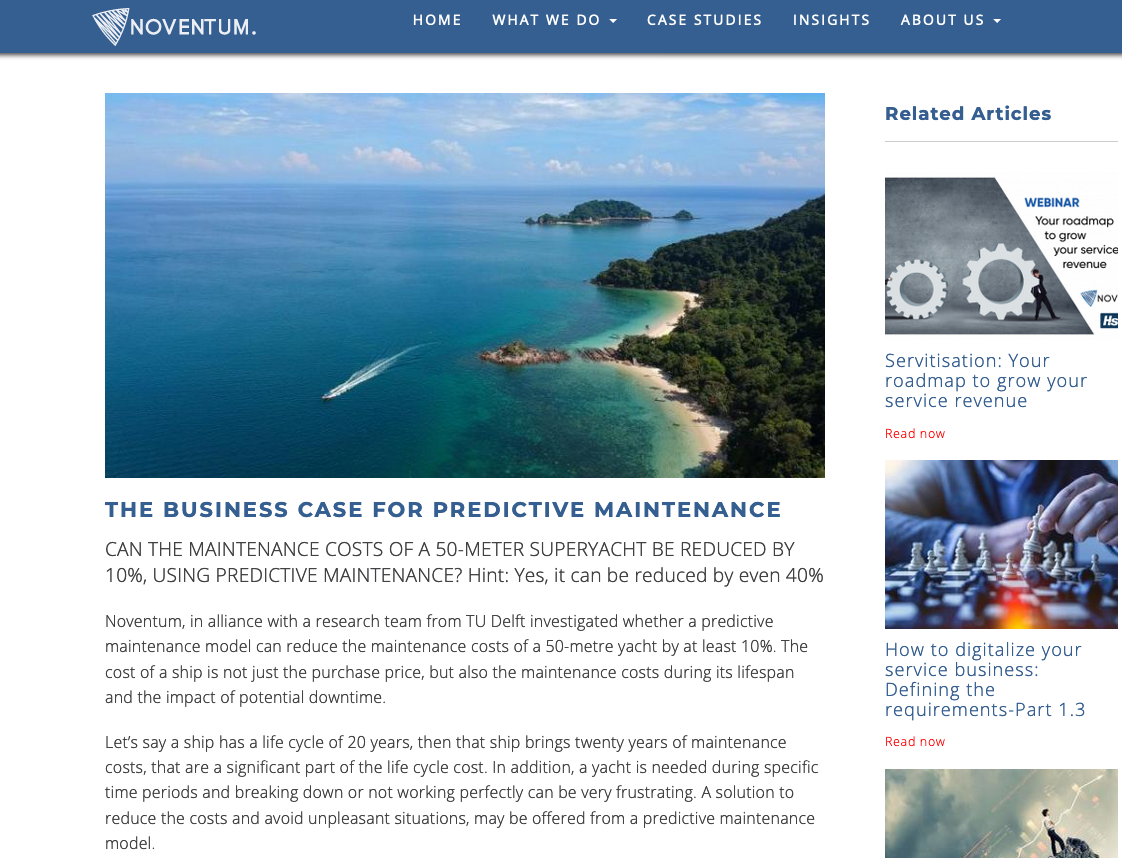 NOVENTUM.
HOME WHAT WE DO CASE STUDIES INSIGHTS ABOUT US
THE BUSINESS CASE FOR PREDICTIVE MAINTENANCE
CAN THE MAINTENANCE COSTS OF A 50-METER SUPERYACHT BE REDUCED BY
10%, USING PREDICTIVE MAINTENANCE? Hint: Yes, it can be reduced by even 40%
Noventum, in alliance with a research team from TU Delft investigated whether a predictive
maintenance model can reduce the maintenance costs of a 50-metre yacht by at least 10%. The
cost of a ship is not just the purchase price, but also the maintenance costs during its lifespan
and the impact of potential downtime.
Let’s say a ship has a life cycle of 20 years, then that ship brings twenty years of maintenance
costs, that are a significant part of the life cycle cost. In addition, a yacht is needed during specific
time periods and breaking down or not working perfectly can be very frustrating. A solution to
reduce the costs and avoid unpleasant situations, may be offered from a predictive maintenance
model.
Related Articles
WEBINAR
Your roadmap
to grow
your service
revenue
NOV
Hs
Servitisation: Your
roadmap to grow your
service revenue
Read now
How to digitalize your
service business:
Defining the
requirements-Part 1.3
Read now